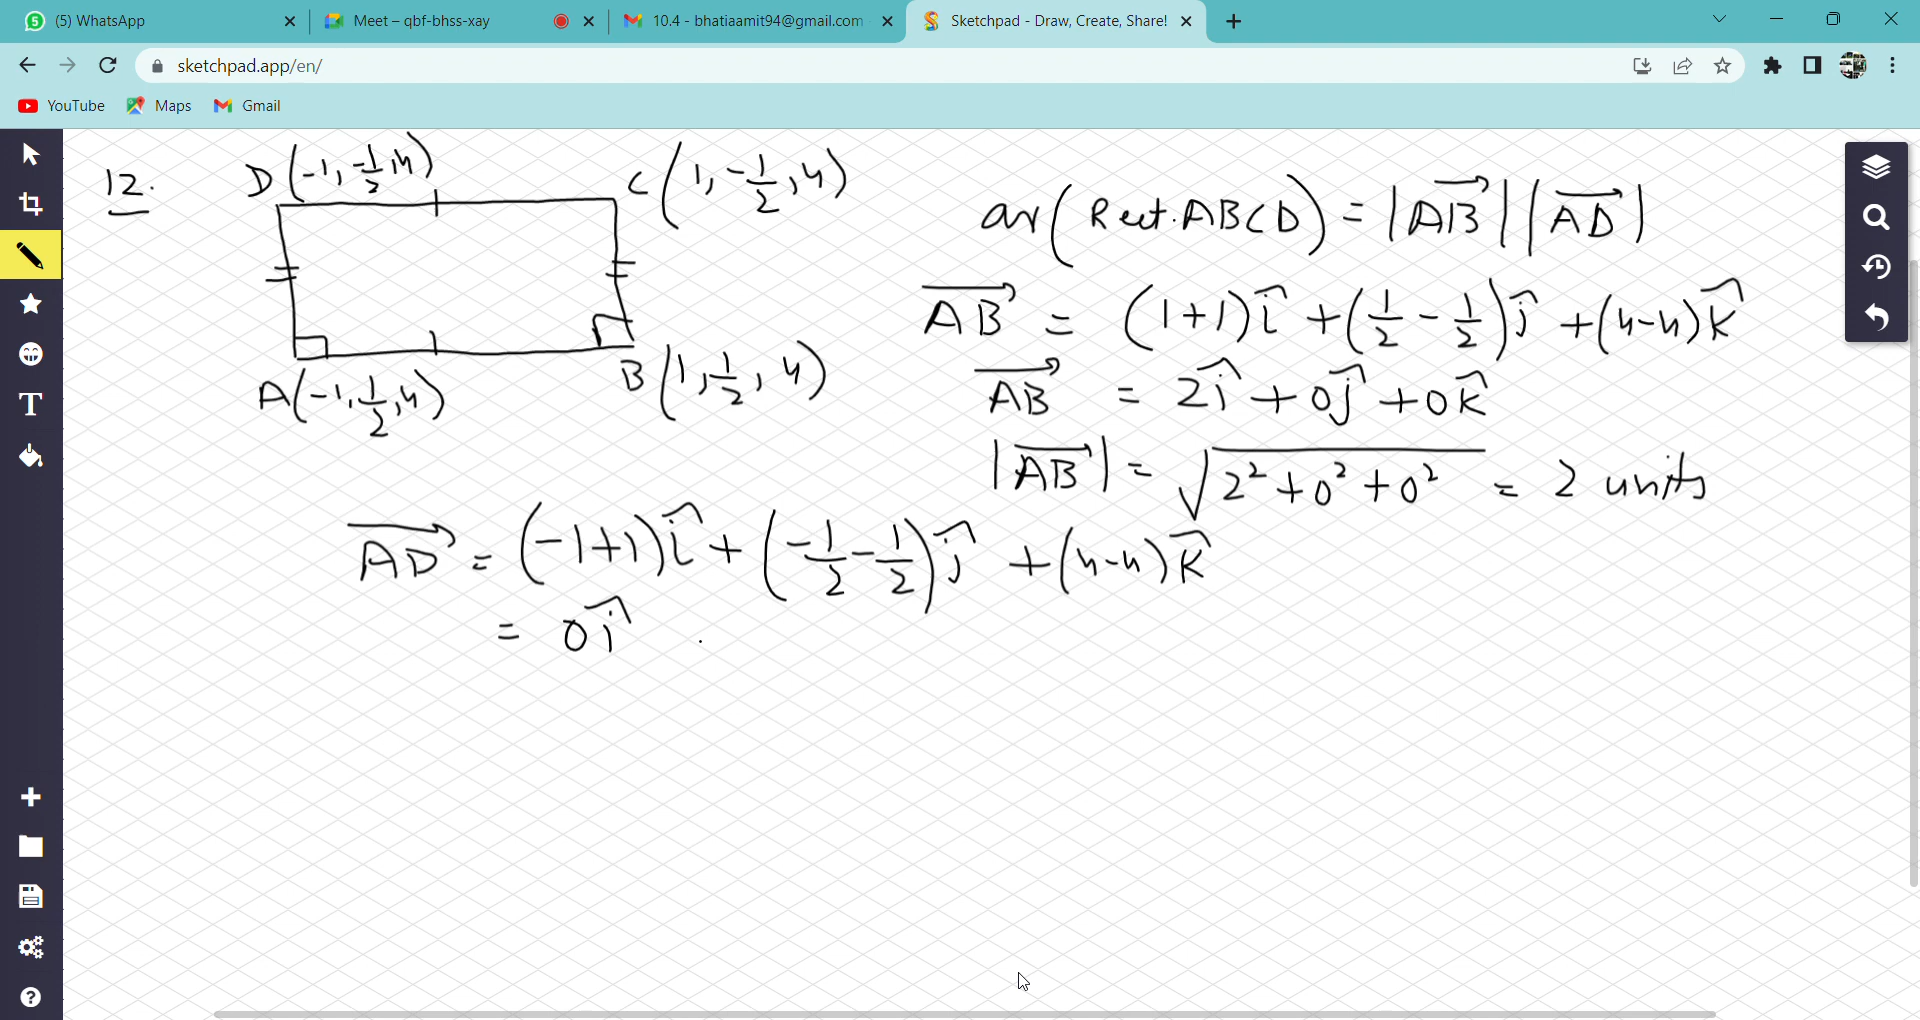 (5) WhatsApp
Meet – qbf-bhss-xay
10.4 - bhatiaamit94@gmail.com
Sketchpad - Draw, Create, Share!
sketchpad.app/en/
YouTube Maps Gmail
12.
D(-1, -1/2, 4)
C(1, -1/2, 4)
A(-1, 1/2, 4)
B(1, 1/2, 4)
ar(Rect. ABCD) = |AB→| |AD→|
AB→ = (1+1)î + (1/2 - 1/2)ĵ + (4-4)k̂
AB→ = 2î + 0ĵ + 0k̂
|AB→| = √(2² + 0² + 0²) = 2 units
AD→ = (-1+1)î + (-1/2 - 1/2)ĵ + (4-4)k̂
= 0î